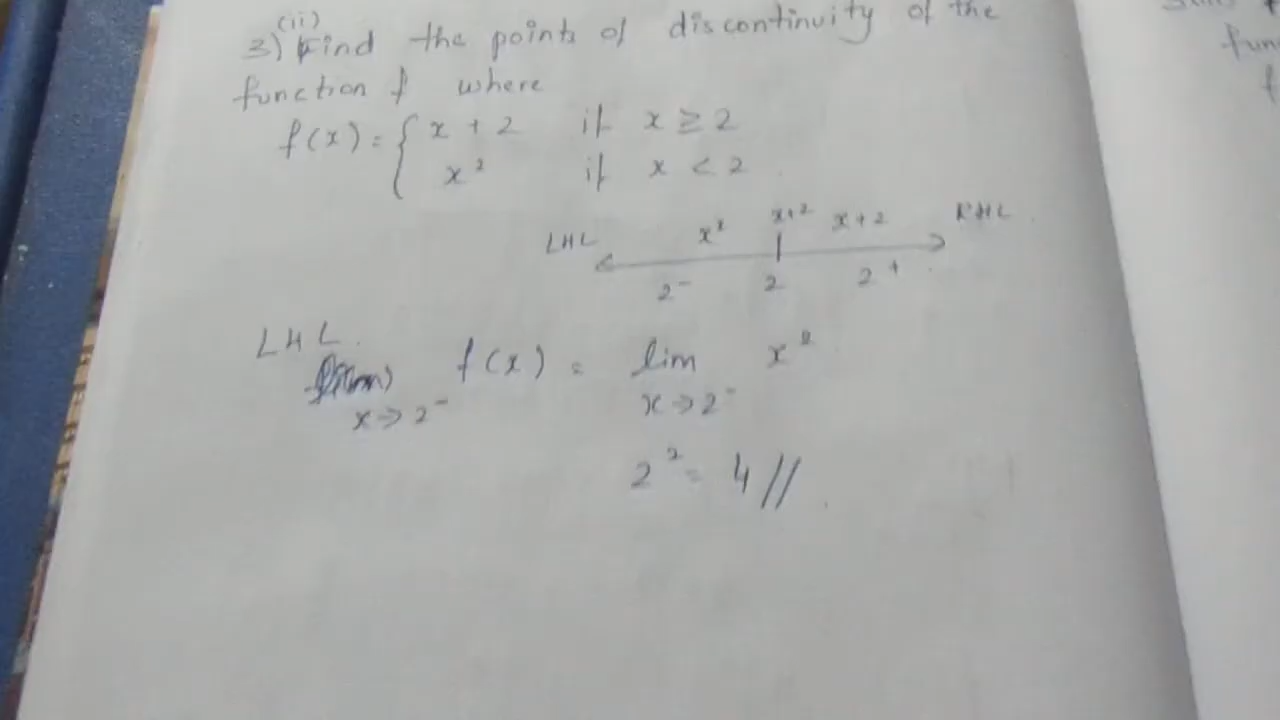 (ii)
3) Find the points of discontinuity of the
function f where
f(x) = { x + 2 if x ≥ 2
x² if x < 2
LHL x² x+2 x+2 RHL
2⁻ 2 2⁺
LHL
lim f(x) = lim x²
x→2⁻ x→2⁻
2² = 4 //